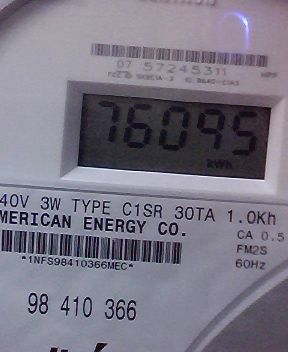 07 57245311
76095
kWh
40V 3W TYPE C1SR 30TA 1.0Kh
MERICAN ENERGY CO.
CA 0.5
FM2S
*1NFS98410366MEC*
60Hz
98 410 366